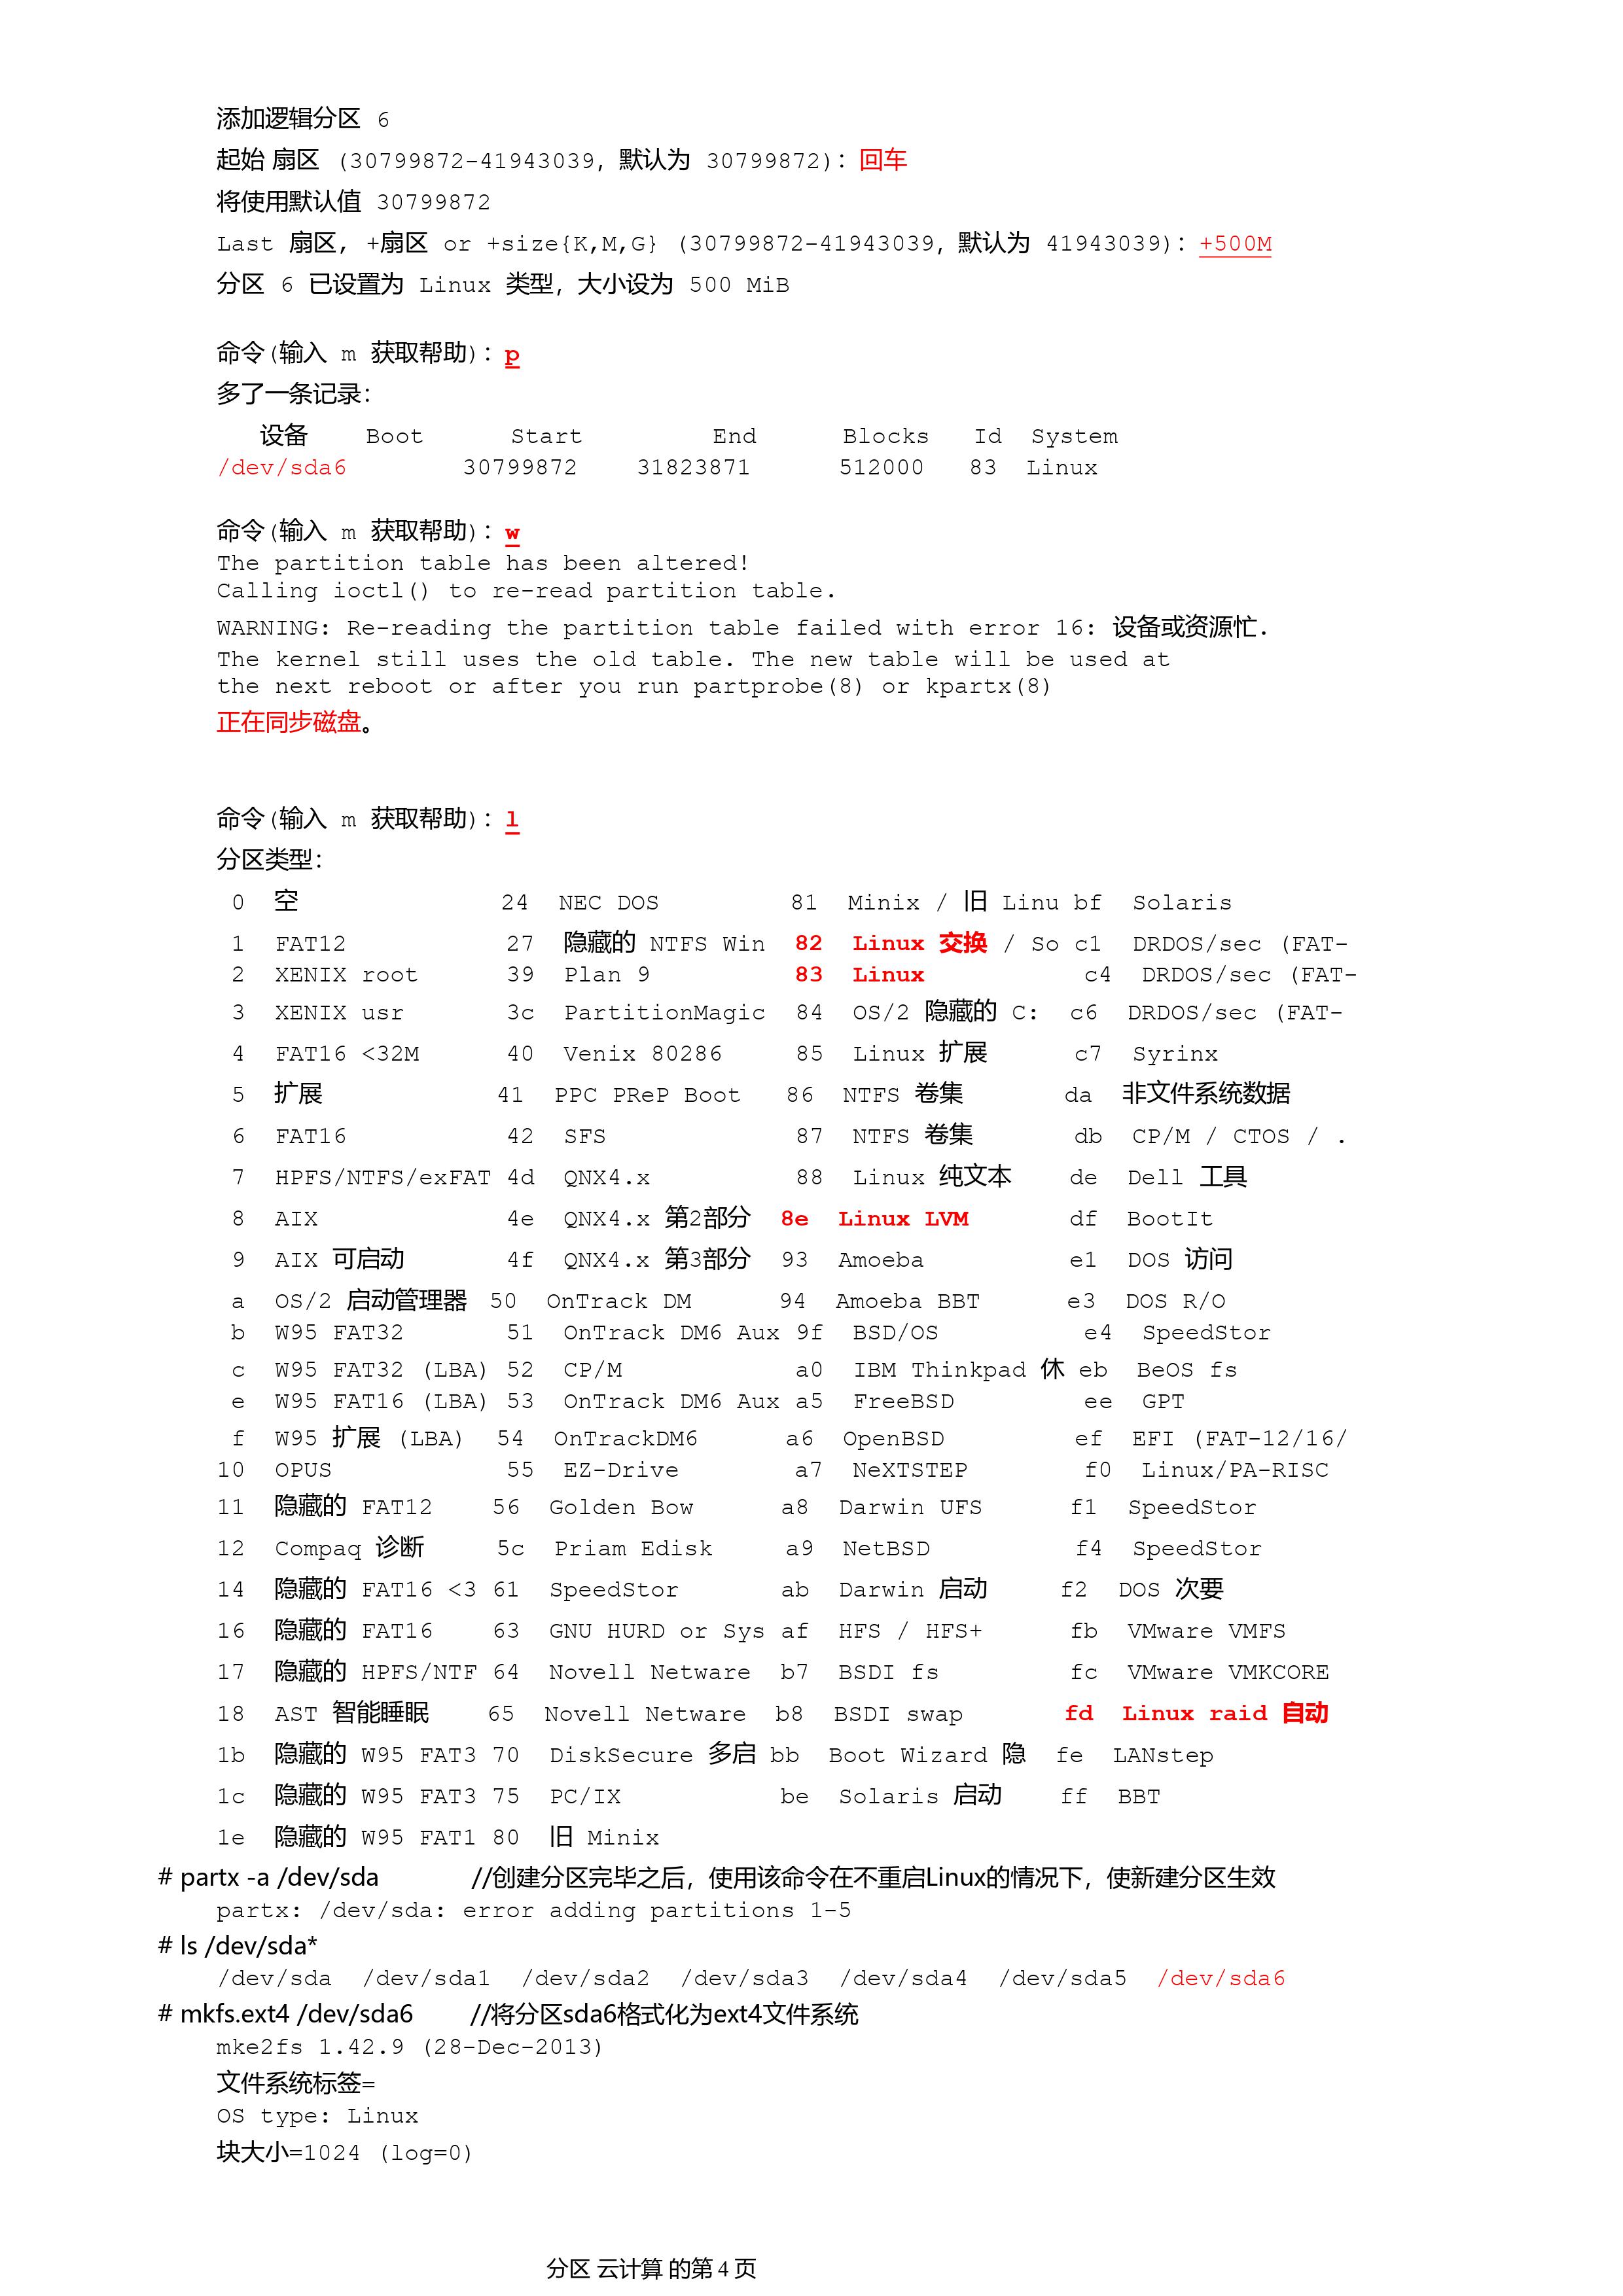 添加逻辑分区 6
起始 扇区 (30799872-41943039, 默认为 30799872): 回车
将使用默认值 30799872
Last 扇区, +扇区 or +size{K,M,G} (30799872-41943039, 默认为 41943039): +500M
分区 6 已设置为 Linux 类型, 大小设为 500 MiB
命令(输入 m 获取帮助): p
多了一条记录:
设备 Boot Start End Blocks Id System
/dev/sda6 30799872 31823871 512000 83 Linux
命令(输入 m 获取帮助): w
The partition table has been altered!
Calling ioctl() to re-read partition table.
WARNING: Re-reading the partition table failed with error 16: 设备或资源忙.
The kernel still uses the old table. The new table will be used at
the next reboot or after you run partprobe(8) or kpartx(8)
正在同步磁盘。
命令(输入 m 获取帮助): l
分区类型:
0 空 24 NEC DOS 81 Minix / 旧 Linu bf Solaris
1 FAT12 27 隐藏的 NTFS Win 82 Linux 交换 / So c1 DRDOS/sec (FAT-
2 XENIX root 39 Plan 9 83 Linux c4 DRDOS/sec (FAT-
3 XENIX usr 3c PartitionMagic 84 OS/2 隐藏的 C: c6 DRDOS/sec (FAT-
4 FAT16 <32M 40 Venix 80286 85 Linux 扩展 c7 Syrinx
5 扩展 41 PPC PReP Boot 86 NTFS 卷集 da 非文件系统数据
6 FAT16 42 SFS 87 NTFS 卷集 db CP/M / CTOS / .
7 HPFS/NTFS/exFAT 4d QNX4.x 88 Linux 纯文本 de Dell 工具
8 AIX 4e QNX4.x 第2部分 8e Linux LVM df BootIt
9 AIX 可启动 4f QNX4.x 第3部分 93 Amoeba e1 DOS 访问
a OS/2 启动管理器 50 OnTrack DM 94 Amoeba BBT e3 DOS R/O
b W95 FAT32 51 OnTrack DM6 Aux 9f BSD/OS e4 SpeedStor
c W95 FAT32 (LBA) 52 CP/M a0 IBM Thinkpad 休 eb BeOS fs
e W95 FAT16 (LBA) 53 OnTrack DM6 Aux a5 FreeBSD ee GPT
f W95 扩展 (LBA) 54 OnTrackDM6 a6 OpenBSD ef EFI (FAT-12/16/
10 OPUS 55 EZ-Drive a7 NeXTSTEP f0 Linux/PA-RISC
11 隐藏的 FAT12 56 Golden Bow a8 Darwin UFS f1 SpeedStor
12 Compaq 诊断 5c Priam Edisk a9 NetBSD f4 SpeedStor
14 隐藏的 FAT16 <3 61 SpeedStor ab Darwin 启动 f2 DOS 次要
16 隐藏的 FAT16 63 GNU HURD or Sys af HFS / HFS+ fb VMware VMFS
17 隐藏的 HPFS/NTF 64 Novell Netware b7 BSDI fs fc VMware VMKCORE
18 AST 智能睡眠 65 Novell Netware b8 BSDI swap fd Linux raid 自动
1b 隐藏的 W95 FAT3 70 DiskSecure 多启 bb Boot Wizard 隐 fe LANstep
1c 隐藏的 W95 FAT3 75 PC/IX be Solaris 启动 ff BBT
1e 隐藏的 W95 FAT1 80 旧 Minix
# partx -a /dev/sda //创建分区完毕之后，使用该命令在不重启Linux的情况下，使新建分区生效
partx: /dev/sda: error adding partitions 1-5
# ls /dev/sda*
/dev/sda /dev/sda1 /dev/sda2 /dev/sda3 /dev/sda4 /dev/sda5 /dev/sda6
# mkfs.ext4 /dev/sda6 //将分区sda6格式化为ext4文件系统
mke2fs 1.42.9 (28-Dec-2013)
文件系统标签=
OS type: Linux
块大小=1024 (log=0)
分区 云计算 的第 4 页